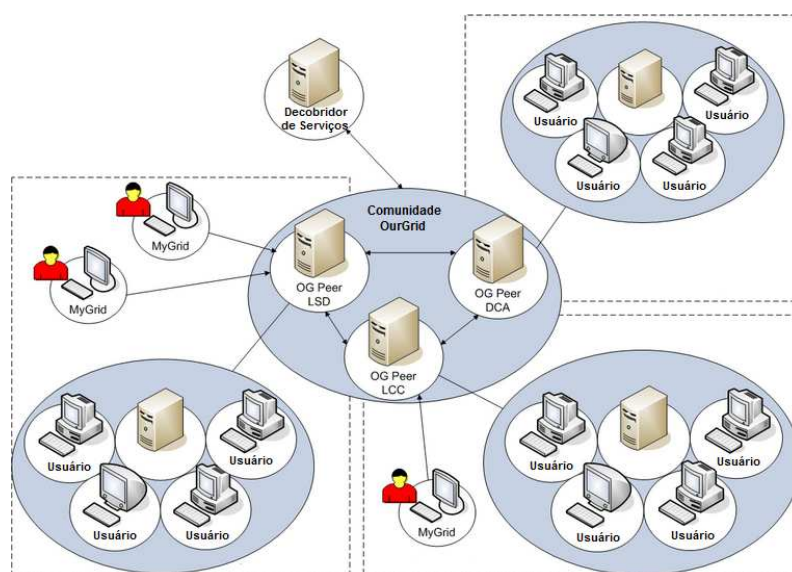 Decobridor
de Serviços
Usuário
Usuário
Usuário
Usuário
Comunidade
OurGrid
MyGrid
MyGrid
OG Peer
LSD
OG Peer
DCA
OG Peer
LCC
Usuário
Usuário
Usuário
Usuário
MyGrid
Usuário
Usuário
Usuário
Usuário